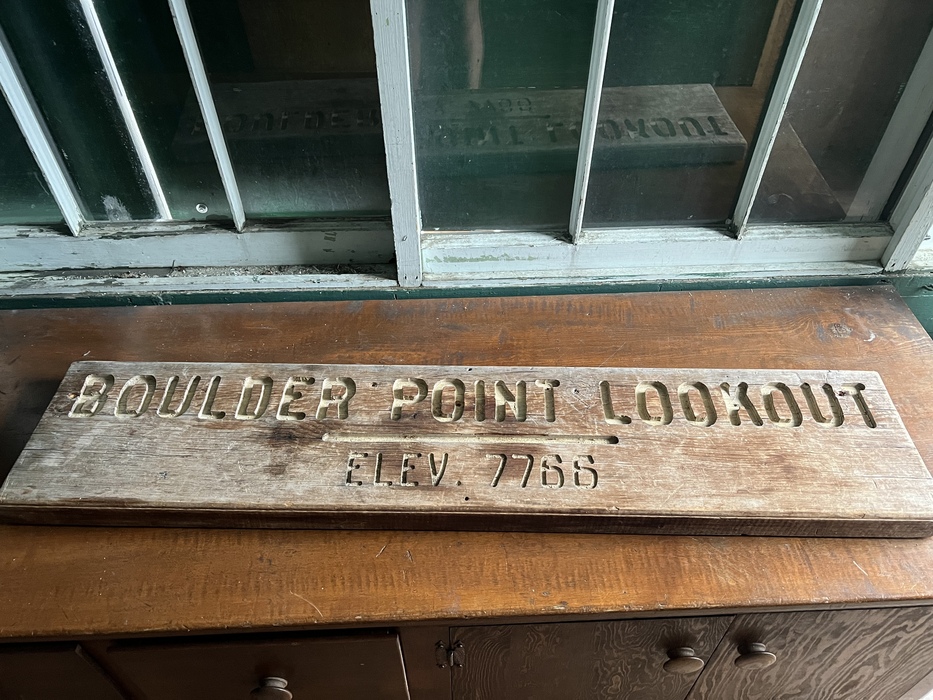 BOULDER POINT LOOKOUT
ELEV. 7766